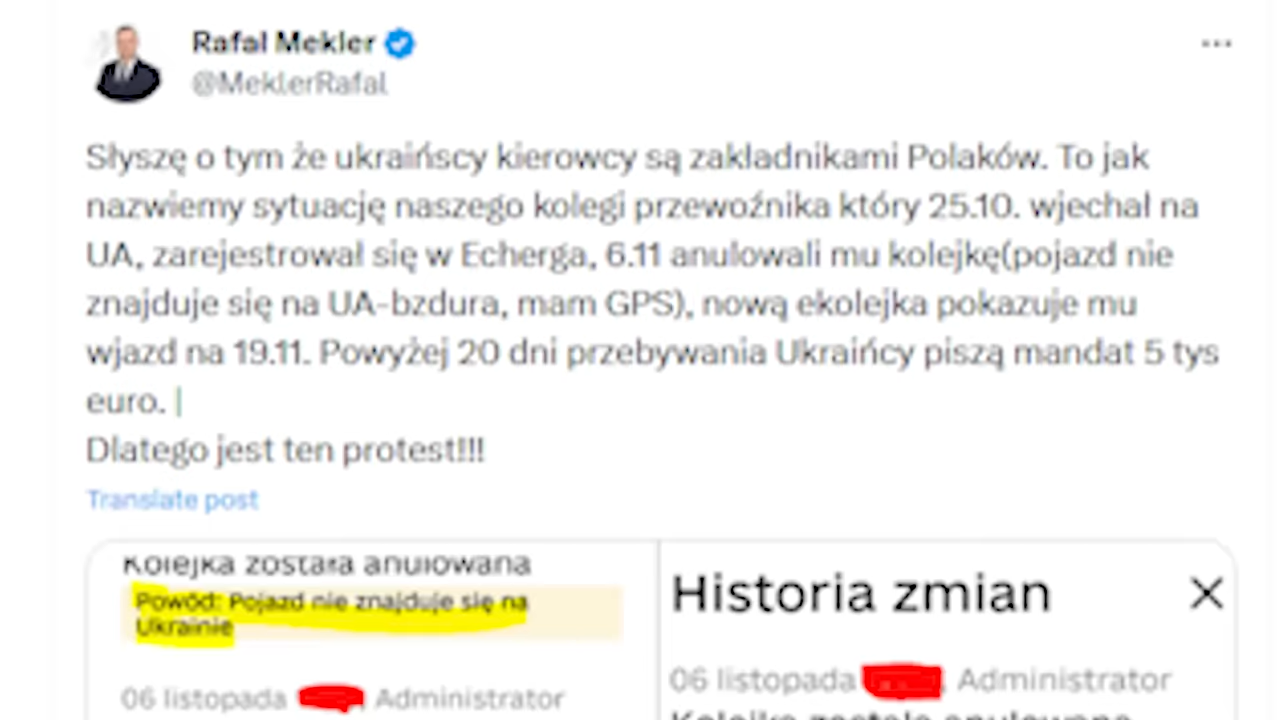 Rafal Mekler
@MeklerRafal
Słyszę o tym że ukraińscy kierowcy są zakładnikami Polaków. To jak
nazwiemy sytuację naszego kolegi przewoźnika który 25.10. wjechał na
UA, zarejestrował się w Echerga, 6.11 anulowali mu kolejkę(pojazd nie
znajduje się na UA-bzdura, mam GPS), nową ekolejka pokazuje mu
wjazd na 19.11. Powyżej 20 dni przebywania Ukraińcy piszą mandat 5 tys
euro. |
Dlatego jest ten protest!!!
Translate post
Kolejka została anulowana
Powód: Pojazd nie znajduje się na
Ukrainie
06 listopada Administrator
Historia zmian
06 listopada Administrator
Kolejka została anulowana